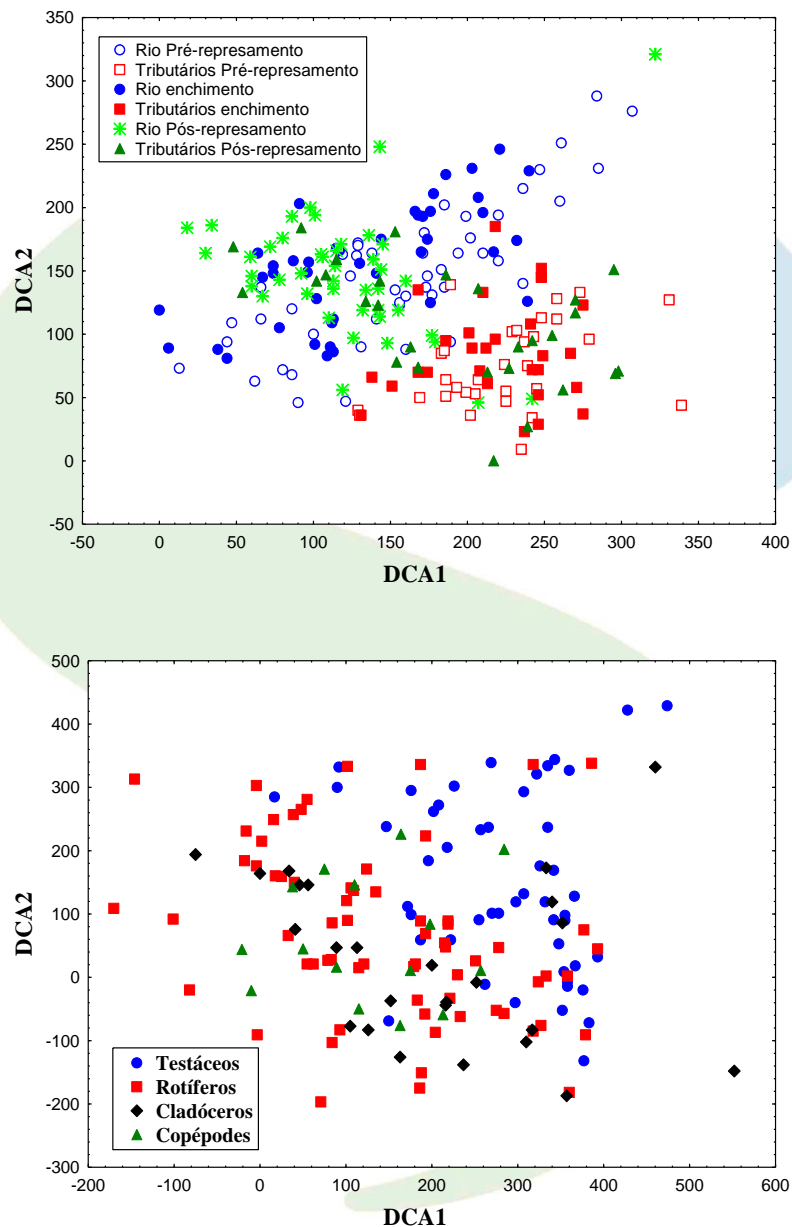 350
300
250
200
150
100
50
0
-50
DCA2
Rio Pré-represamento
Tributários Pré-represamento
Rio enchimento
Tributários enchimento
Rio Pós-represamento
Tributários Pós-represamento
-50 0 50 100 150 200 250 300 350 400
DCA1
500
400
300
200
100
0
-100
-200
-300
DCA2
Testáceos
Rotíferos
Cladóceros
Copépodes
-200 -100 0 100 200 300 400 500 600
DCA1